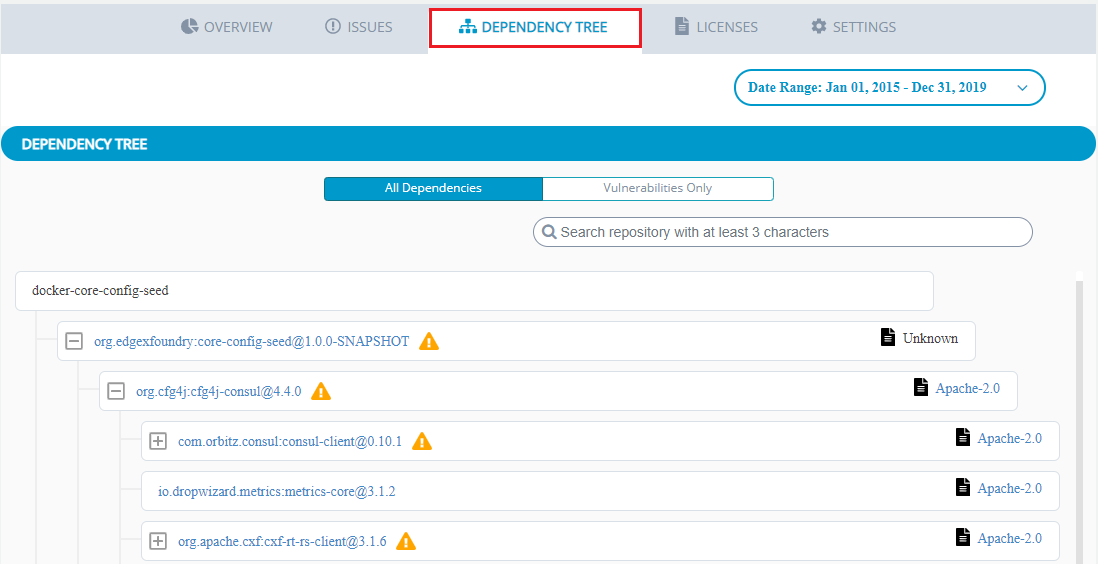 OVERVIEW ISSUES DEPENDENCY TREE LICENSES SETTINGS
Date Range: Jan 01, 2015 - Dec 31, 2019
DEPENDENCY TREE
All Dependencies Vulnerabilities Only
Search repository with at least 3 characters
docker-core-config-seed
org.edgexfoundry:core-config-seed@1.0.0-SNAPSHOT Unknown
org.cfg4j:cfg4j-consul@4.4.0 Apache-2.0
com.orbitz.consul:consul-client@0.10.1 Apache-2.0
io.dropwizard.metrics:metrics-core@3.1.2 Apache-2.0
org.apache.cxf:cxf-rt-rs-client@3.1.6 Apache-2.0